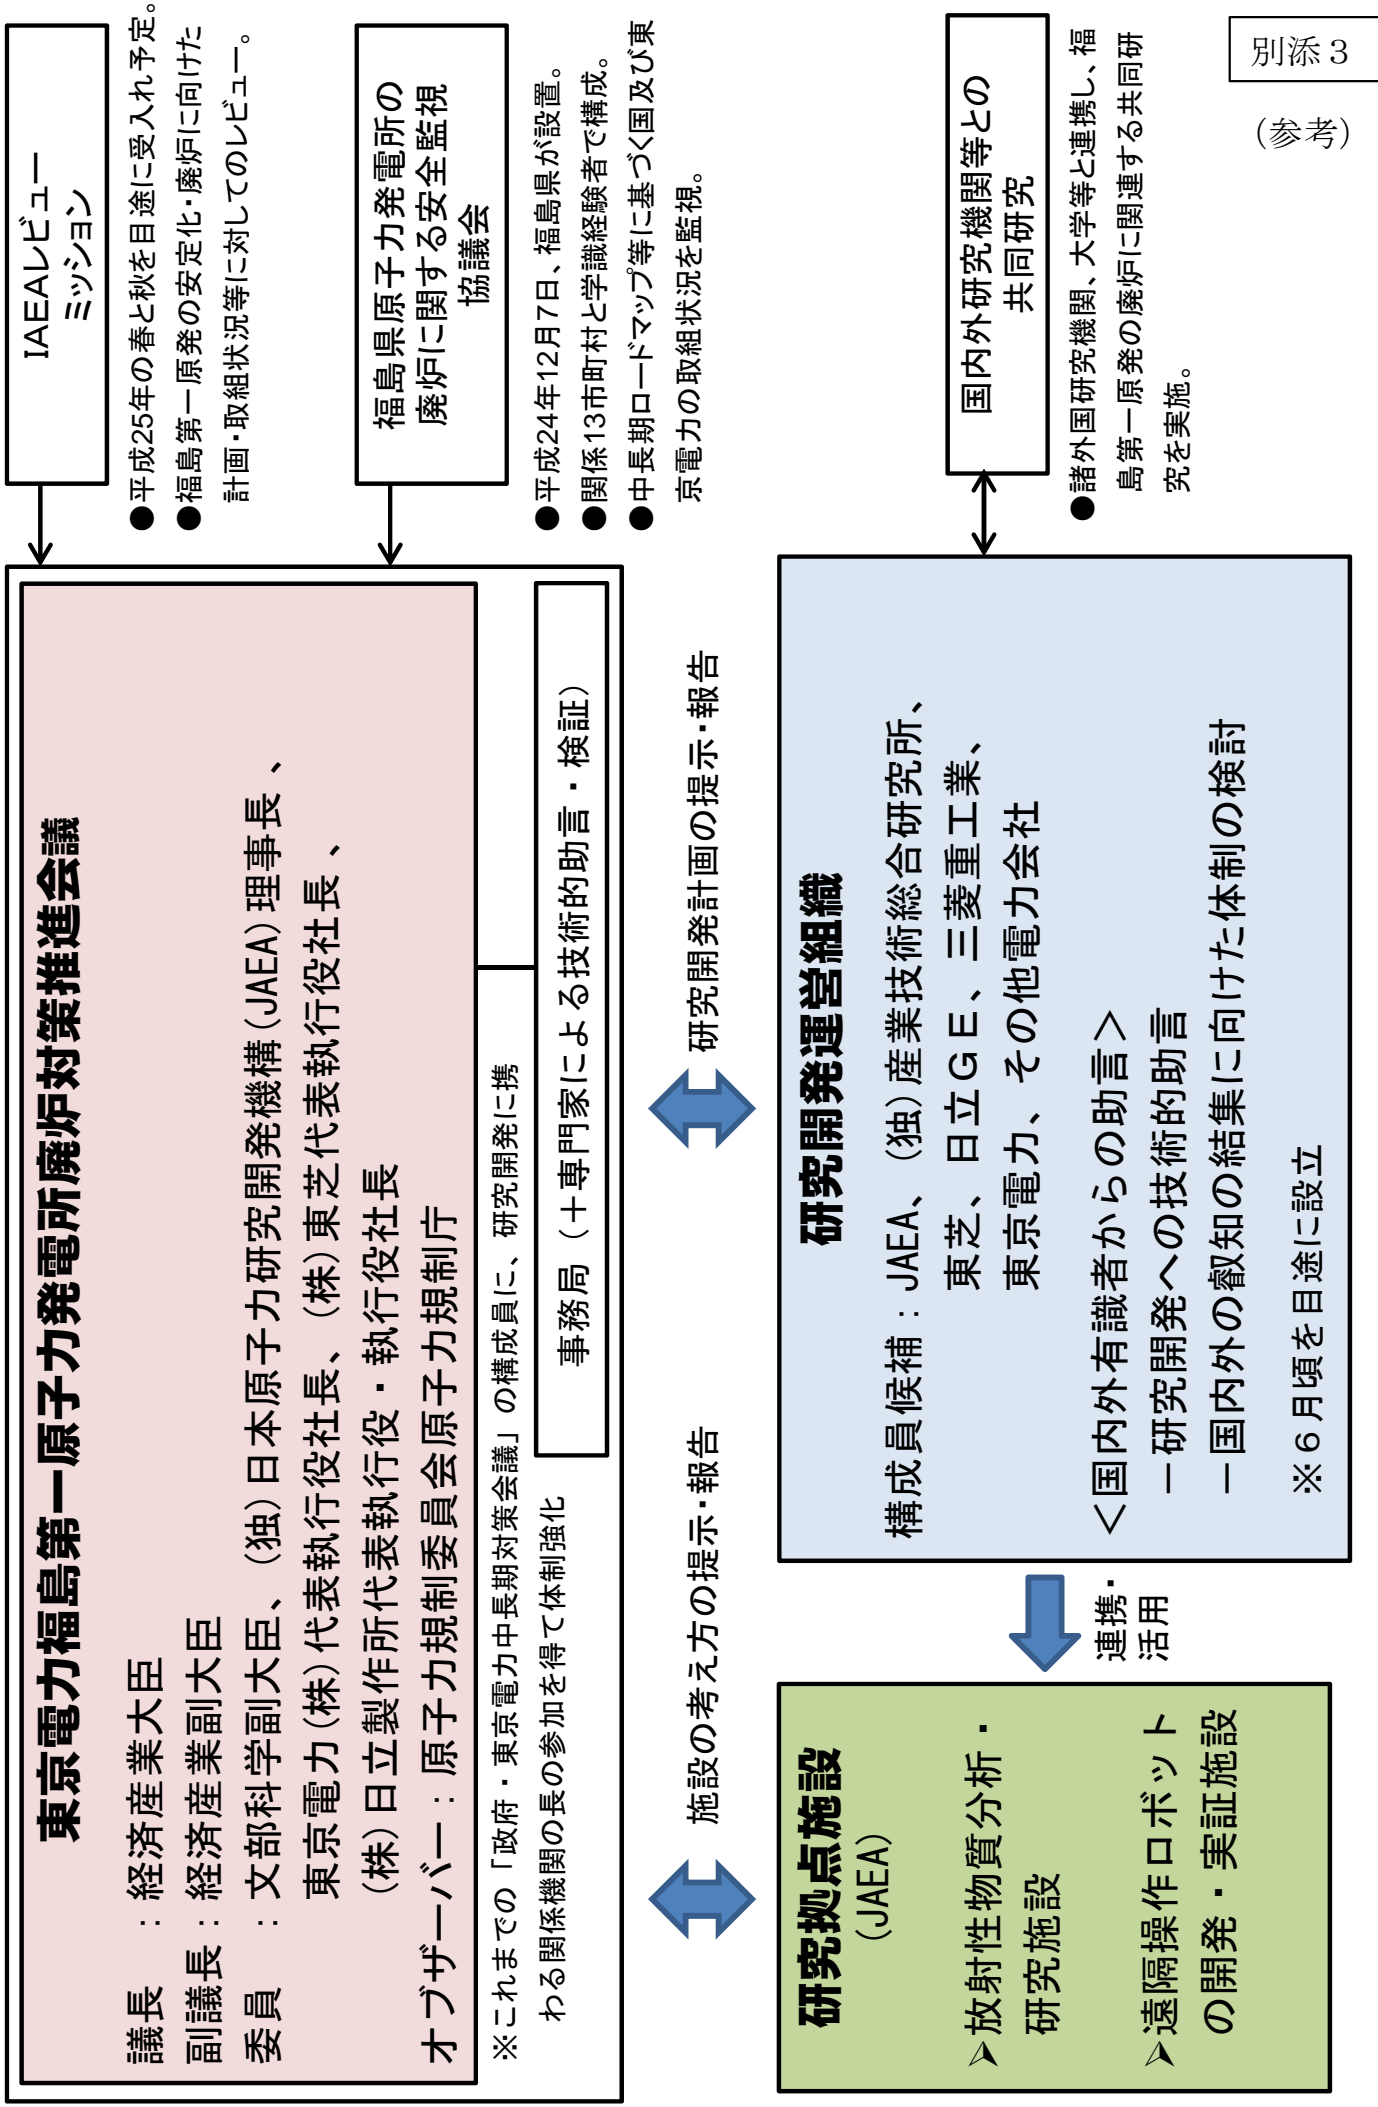 別添３
（参考）
東京電力福島第一原子力発電所廃炉対策推進会議
議長　：経済産業大臣
副議長：経済産業副大臣
委員　：文部科学副大臣、（独）日本原子力研究開発機構（JAEA）理事長、
東京電力（株）代表執行役社長、（株）東芝代表執行役社長、
（株）日立製作所代表執行役・執行役社長
オブザーバー：原子力規制委員会原子力規制庁
※これまでの「政府・東京電力中長期対策会議」の構成員に、研究開発に携
わる関係機関の長の参加を得て体制強化
事務局（＋専門家による技術的助言・検証）
IAEAレビュー
ミッション
●平成25年の春と秋を目途に受入れ予定。
●福島第一原発の安定化・廃炉に向けた
計画・取組状況等に対してのレビュー。
福島県原子力発電所の
廃炉に関する安全監視
協議会
●平成24年12月7日、福島県が設置。
●関係13市町村と学識経験者で構成。
●中長期ロードマップ等に基づく国及び東
京電力の取組状況を監視。
施設の考え方の提示・報告
研究開発計画の提示・報告
研究拠点施設
（JAEA）
➢放射性物質分析・
研究施設
➢遠隔操作ロボット
の開発・実証施設
連携・
活用
研究開発運営組織
構成員候補：JAEA、（独）産業技術総合研究所、
東芝、日立ＧＥ、三菱重工業、
東京電力、その他電力会社
＜国内外有識者からの助言＞
－研究開発への技術的助言
－国内外の叡知の結集に向けた体制の検討
※６月頃を目途に設立
国内外研究機関等との
共同研究
●諸外国研究機関、大学等と連携し、福
島第一原発の廃炉に関連する共同研
究を実施。